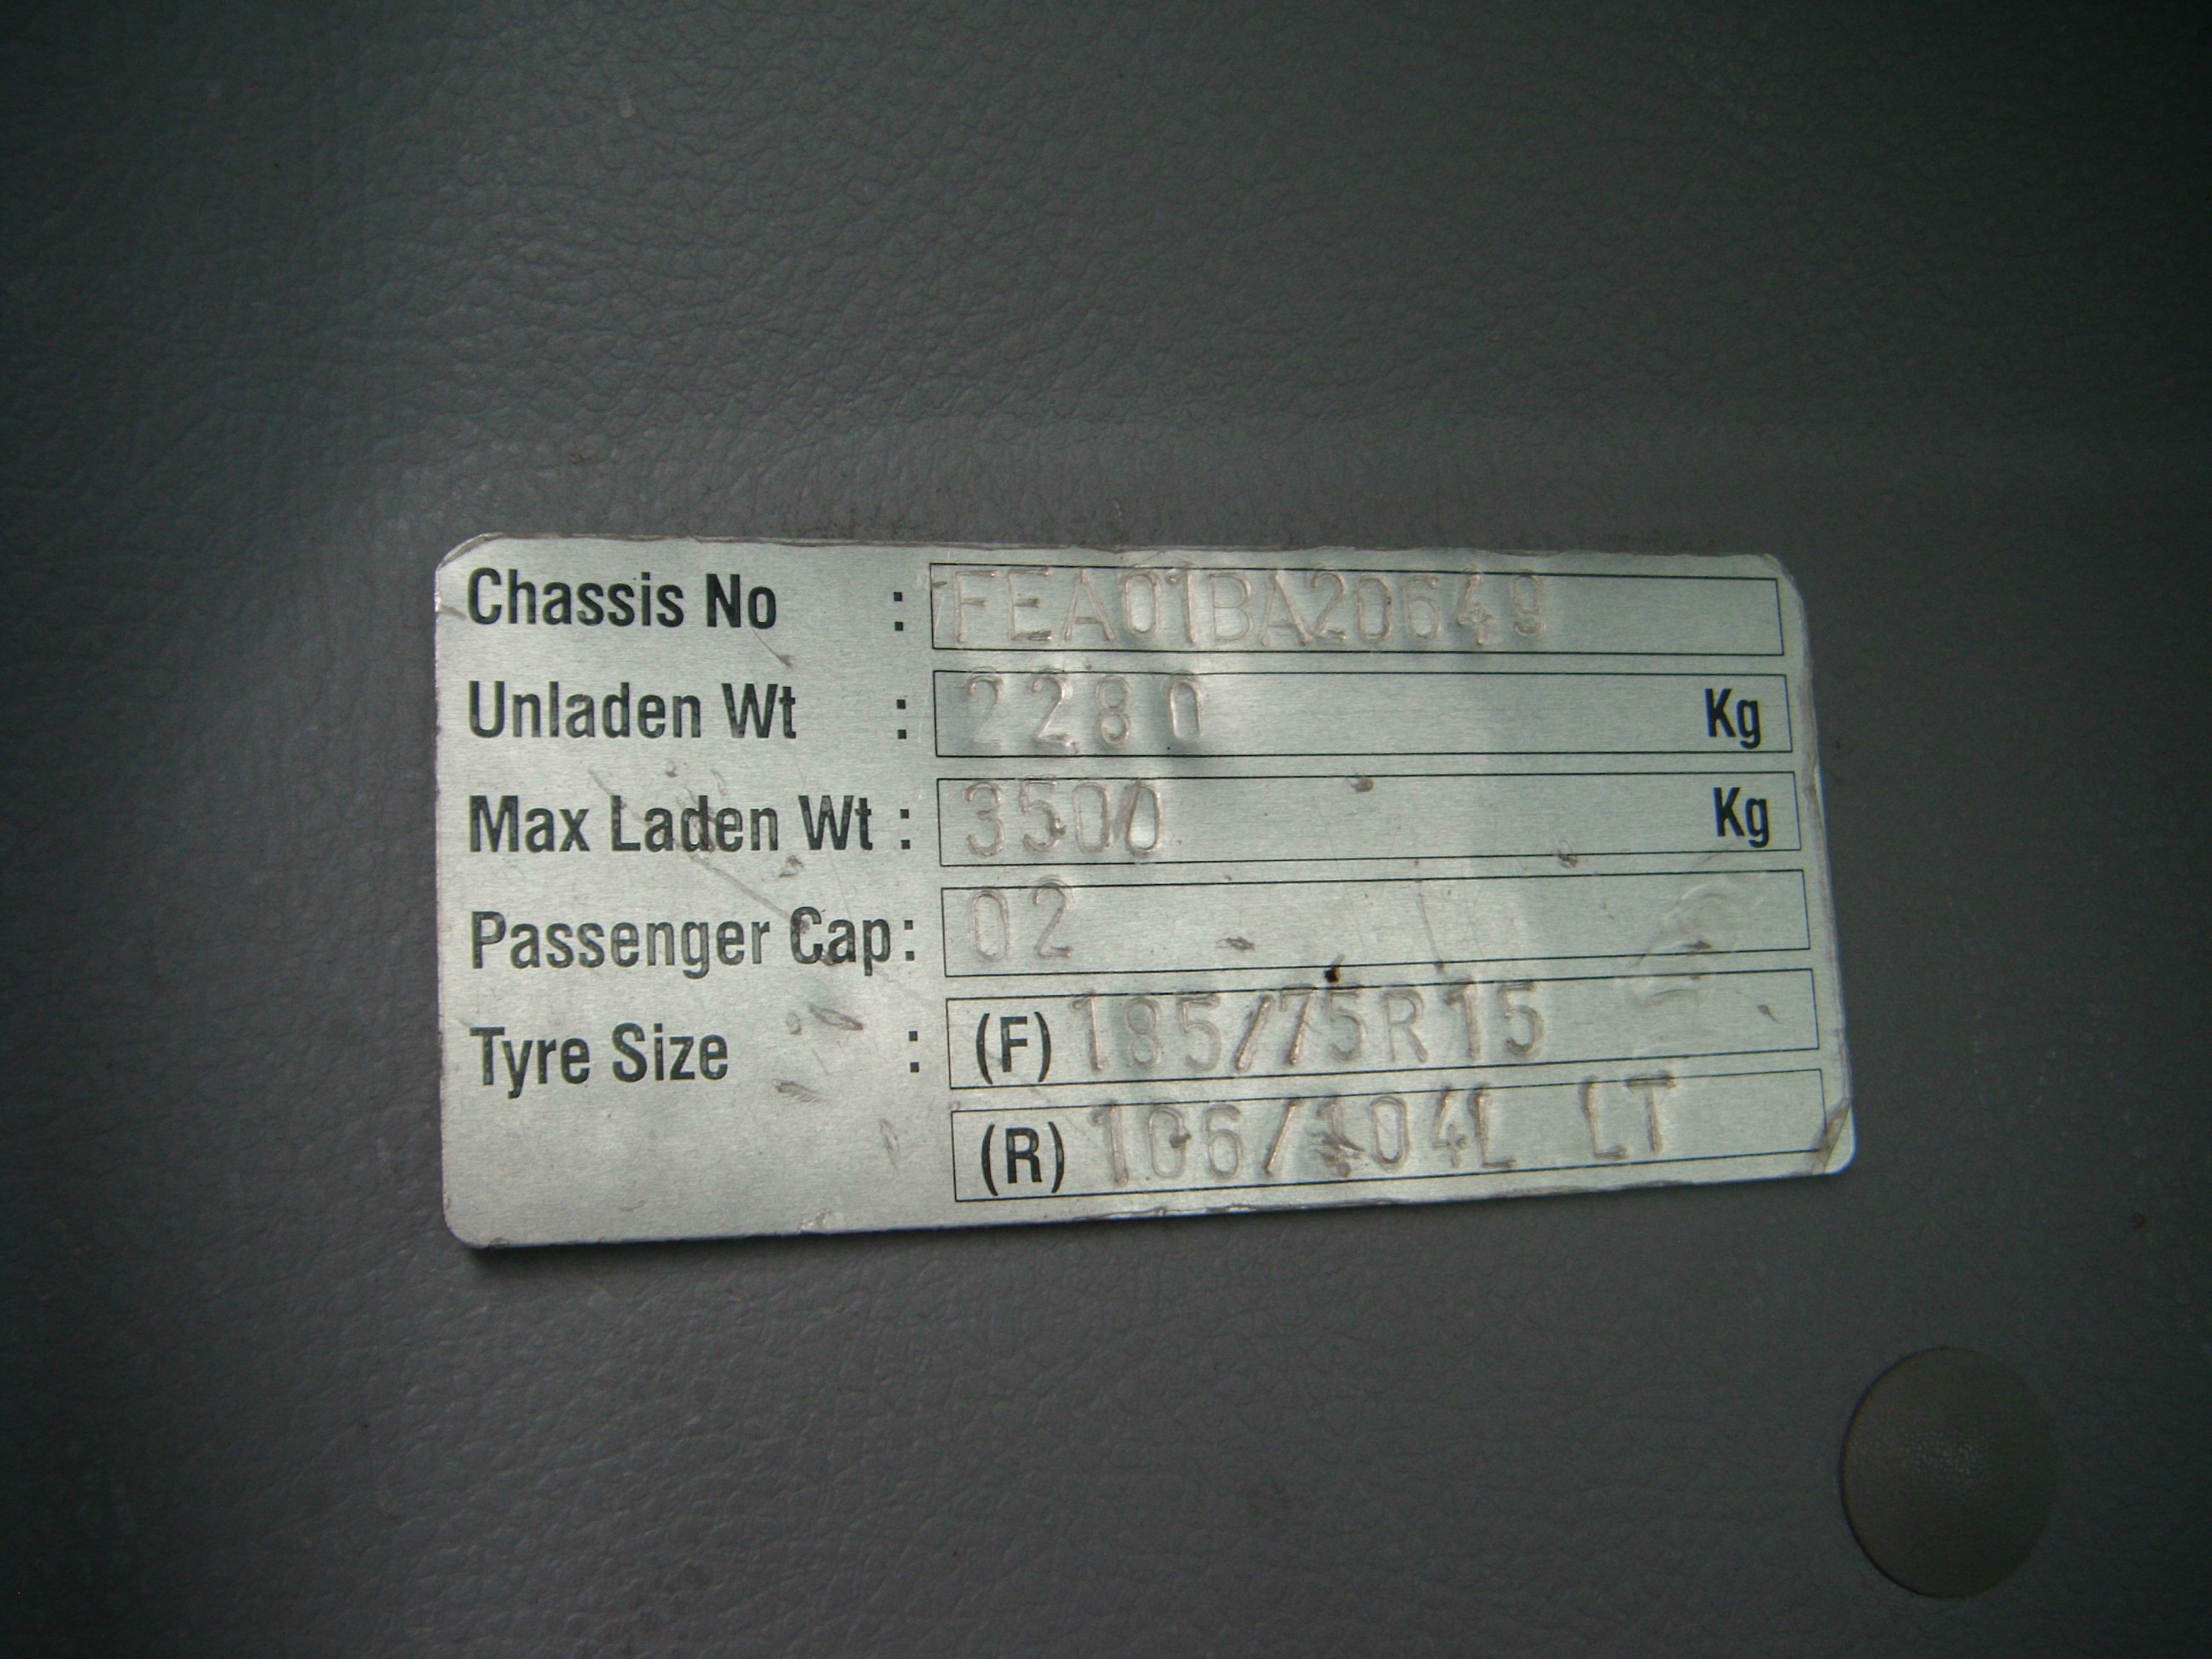 Chassis No : FEA01BA20649
Unladen Wt : 2280 Kg
Max Laden Wt : 3500 Kg
Passenger Cap : 02
Tyre Size : (F) 185/75R15
(R) 106/104L LT